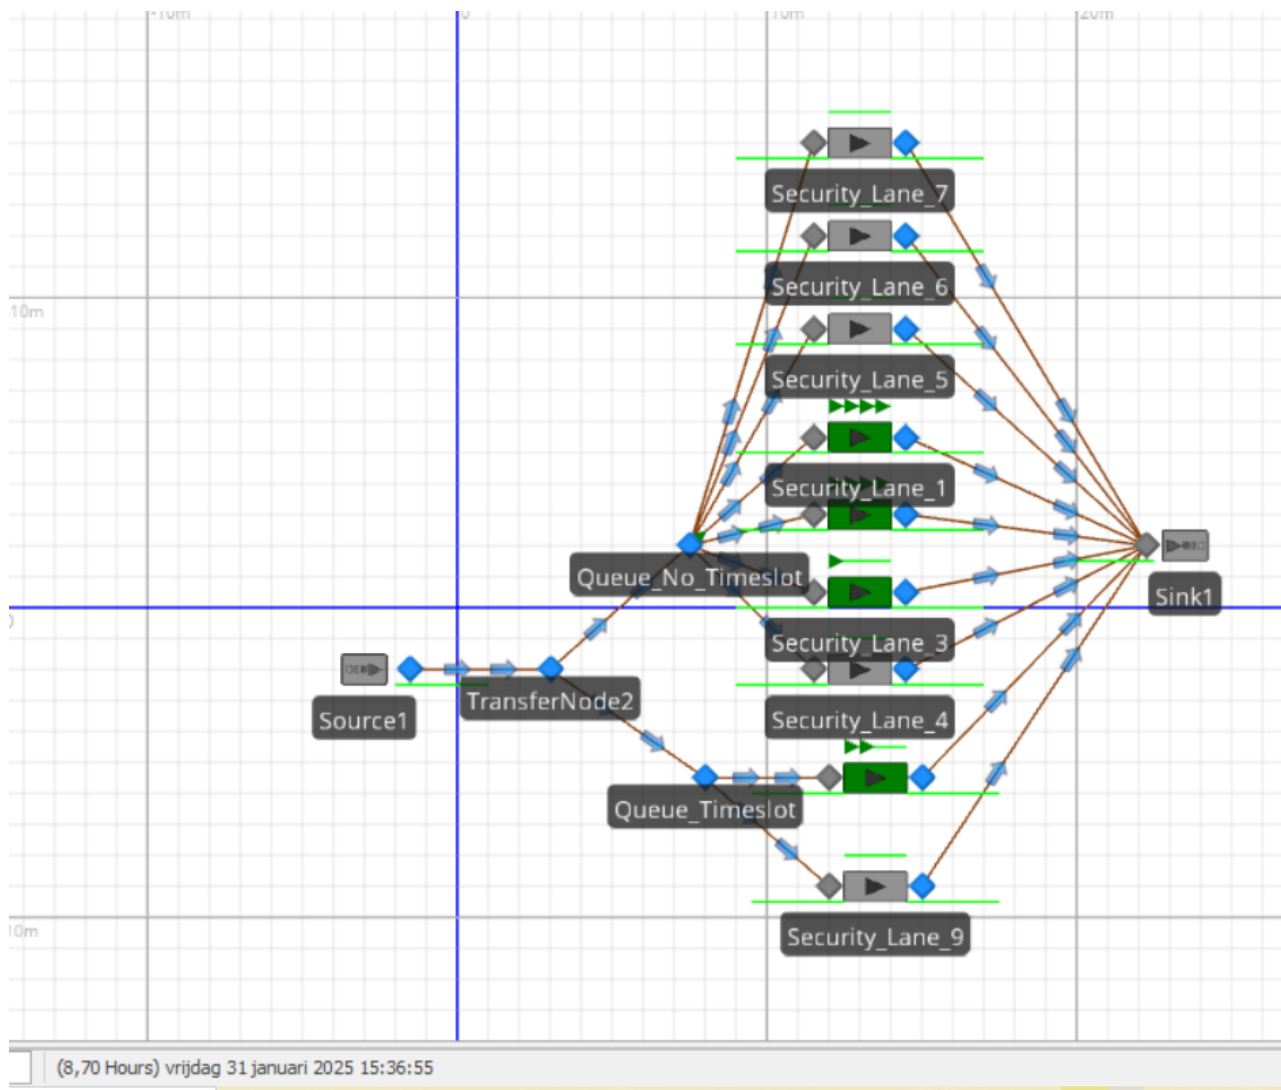 -10m
0
10m
20m
Security_Lane_7
Security_Lane_6
10m
Security_Lane_5
Security_Lane_1
Queue_No_Timeslot
Sink1
0
Security_Lane_3
TransferNode2
Source1
Security_Lane_4
Queue_Timeslot
10m
Security_Lane_9
(8,70 Hours) vrijdag 31 januari 2025 15:36:55